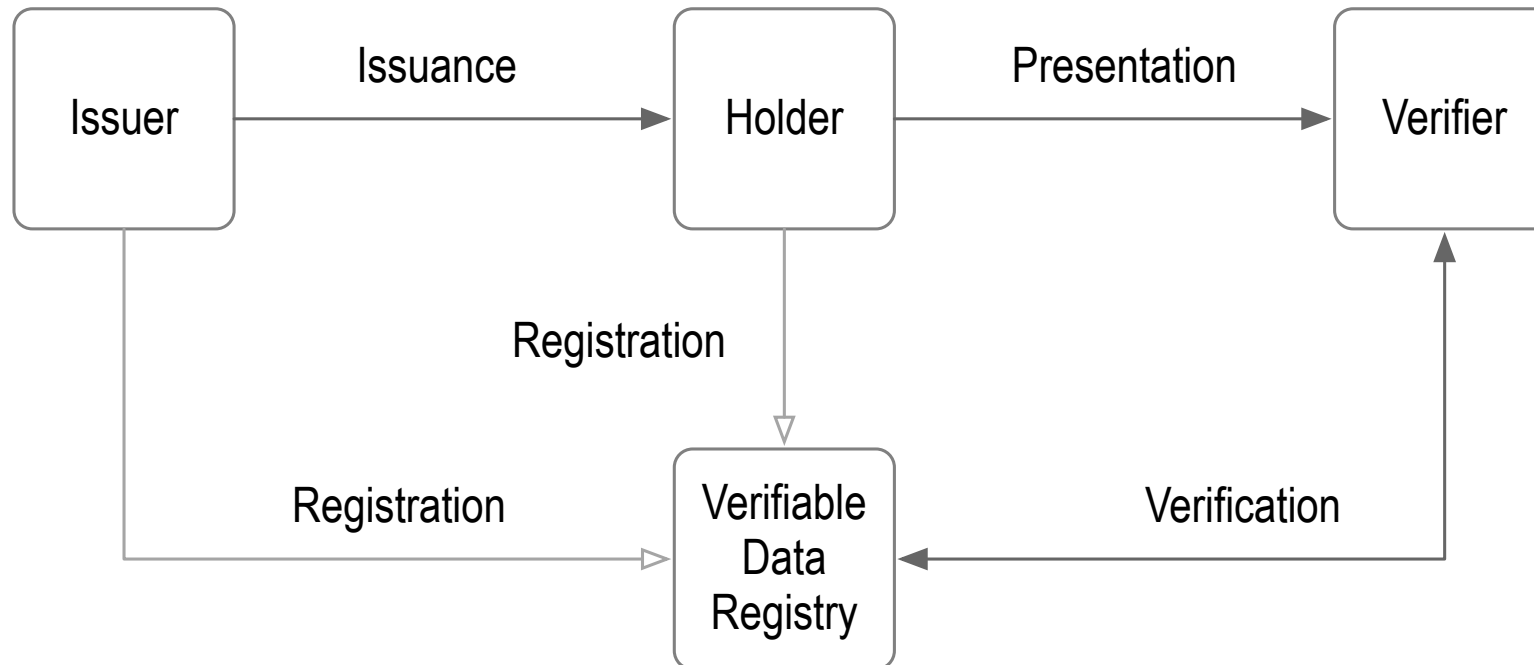 Issuance
Presentation
Issuer
Holder
Verifier
Registration
Registration
Verifiable
Data
Registry
Verification